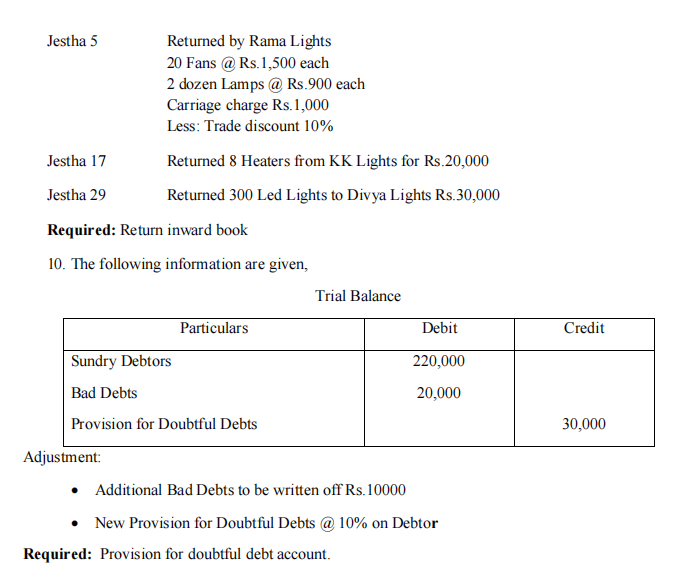 Jestha 5 Returned by Rama Lights
20 Fans @ Rs.1,500 each
2 dozen Lamps @ Rs.900 each
Carriage charge Rs.1,000
Less: Trade discount 10%
Jestha 17 Returned 8 Heaters from KK Lights for Rs.20,000
Jestha 29 Returned 300 Led Lights to Divya Lights Rs.30,000
Required: Return inward book
10. The following information are given,
Trial Balance
Particulars Debit Credit
Sundry Debtors 220,000
Bad Debts 20,000
Provision for Doubtful Debts 30,000
Adjustment:
• Additional Bad Debts to be written off Rs.10000
• New Provision for Doubtful Debts @ 10% on Debtor
Required: Provision for doubtful debt account.